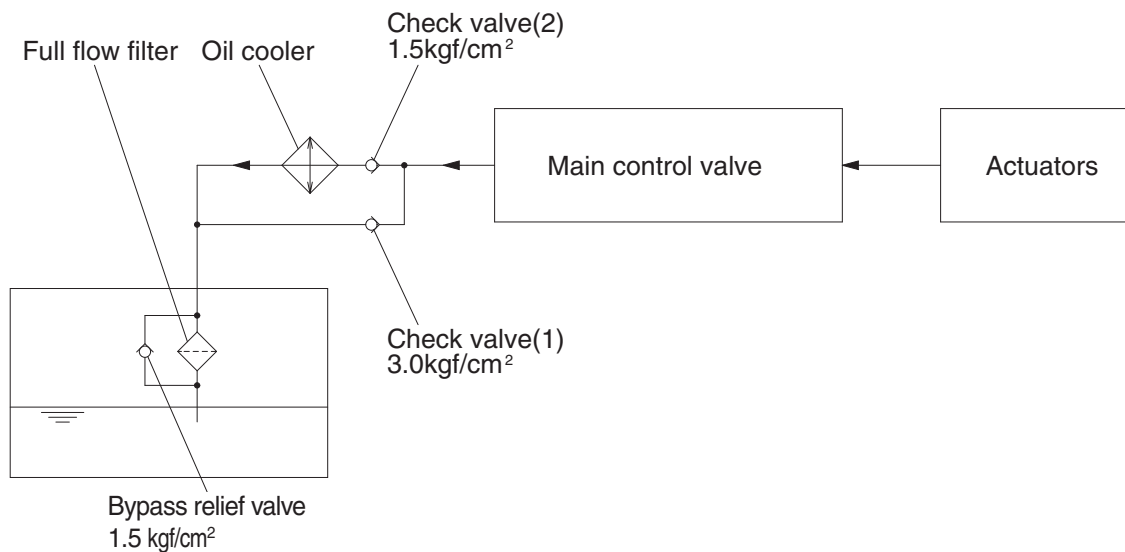 Check valve(2)
1.5kgf/cm²
Full flow filter
Oil cooler
Main control valve
Actuators
Check valve(1)
3.0kgf/cm²
Bypass relief valve
1.5 kgf/cm²